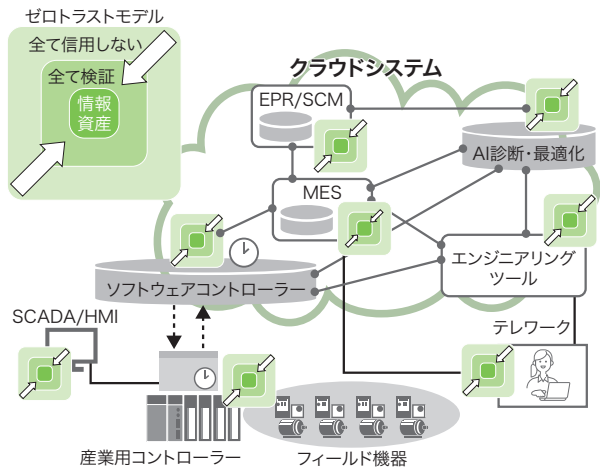 ゼロトラストモデル
全て信用しない
全て検証
情報
資産
クラウドシステム
EPR/SCM
AI診断・最適化
MES
エンジニアリング
ツール
ソフトウェアコントローラー
SCADA/HMI
テレワーク
産業用コントローラー
フィールド機器